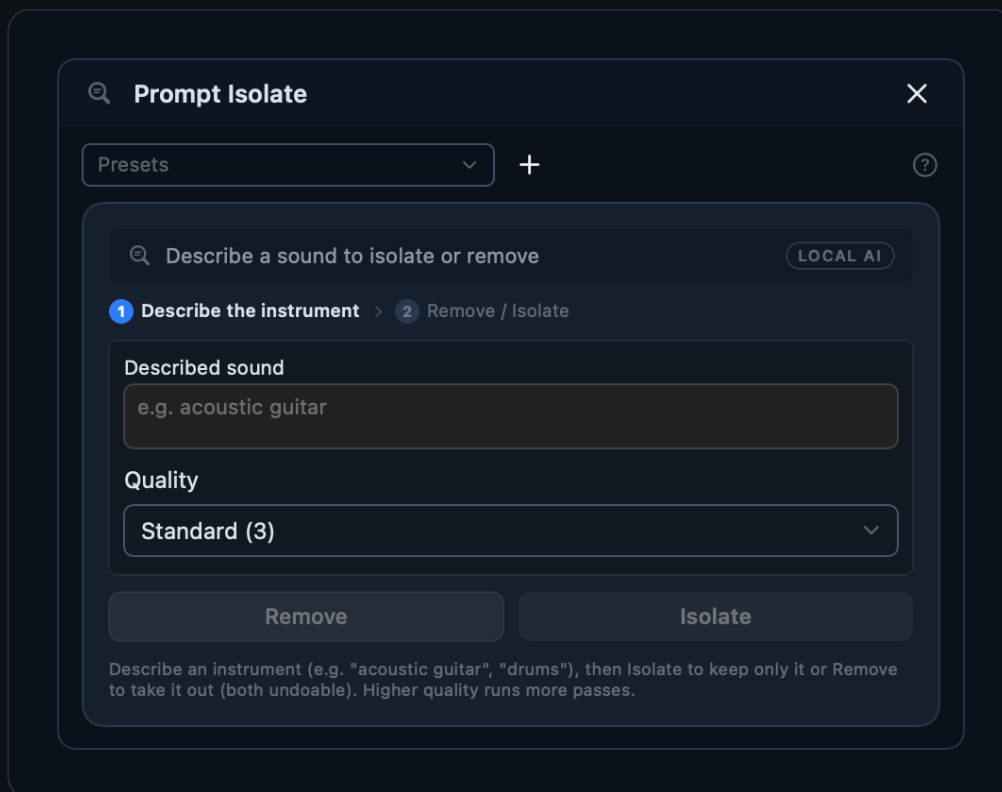 Prompt Isolate
Presets
?
Describe a sound to isolate or remove
LOCAL AI
1 Describe the instrument > 2 Remove / Isolate
Described sound
e.g. acoustic guitar
Quality
Standard (3)
Remove
Isolate
Describe an instrument (e.g. "acoustic guitar", "drums"), then Isolate to keep only it or Remove
to take it out (both undoable). Higher quality runs more passes.